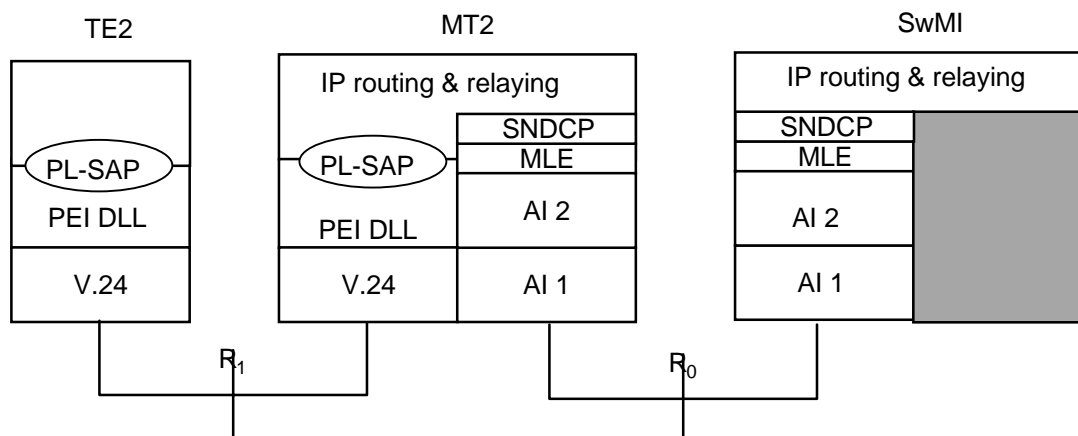 TE2
MT2
SwMI
IP routing & relaying
IP routing & relaying
SNDCP
SNDCP
MLE
MLE
PL-SAP
PL-SAP
AI 2
AI 2
PEI DLL
PEI DLL
V.24
V.24
AI 1
AI 1
R1
R0